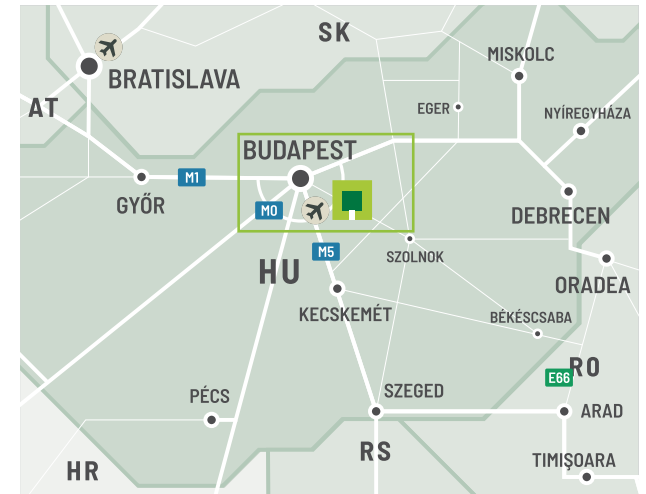 SK
MISKOLC
BRATISLAVA
AT
EGER
NYÍREGYHÁZA
BUDAPEST
M1
GYŐR
M0
DEBRECEN
M5
SZOLNOK
HU
ORADEA
KECSKEMÉT
BÉKÉSCSABA
RO
E66
PÉCS
SZEGED
ARAD
RS
TIMIŞOARA
HR